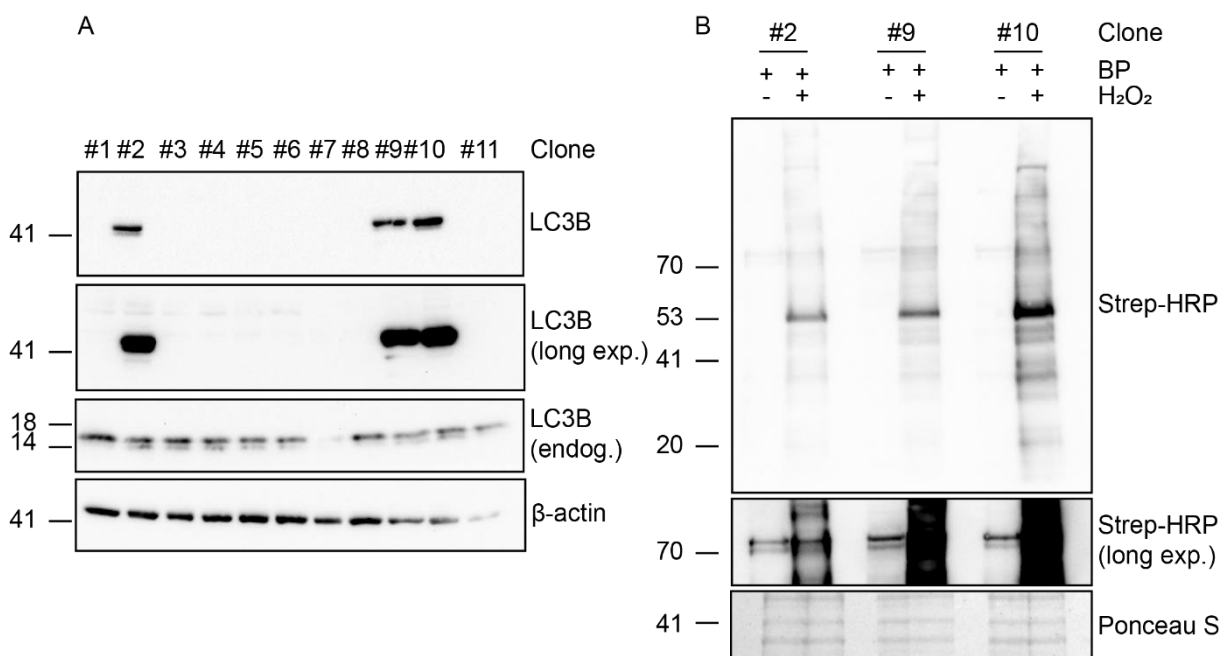 A
#1 #2 #3 #4 #5 #6 #7 #8 #9 #10 #11 Clone
41 LC3B
41 LC3B
(long exp.)
18 LC3B
14 (endog.)
41 β-actin
B
#2 #9 #10 Clone
+ + + + + + BP
- + - + - + H₂O₂
70
53 Strep-HRP
41
20
Strep-HRP
70 (long exp.)
41 Ponceau S